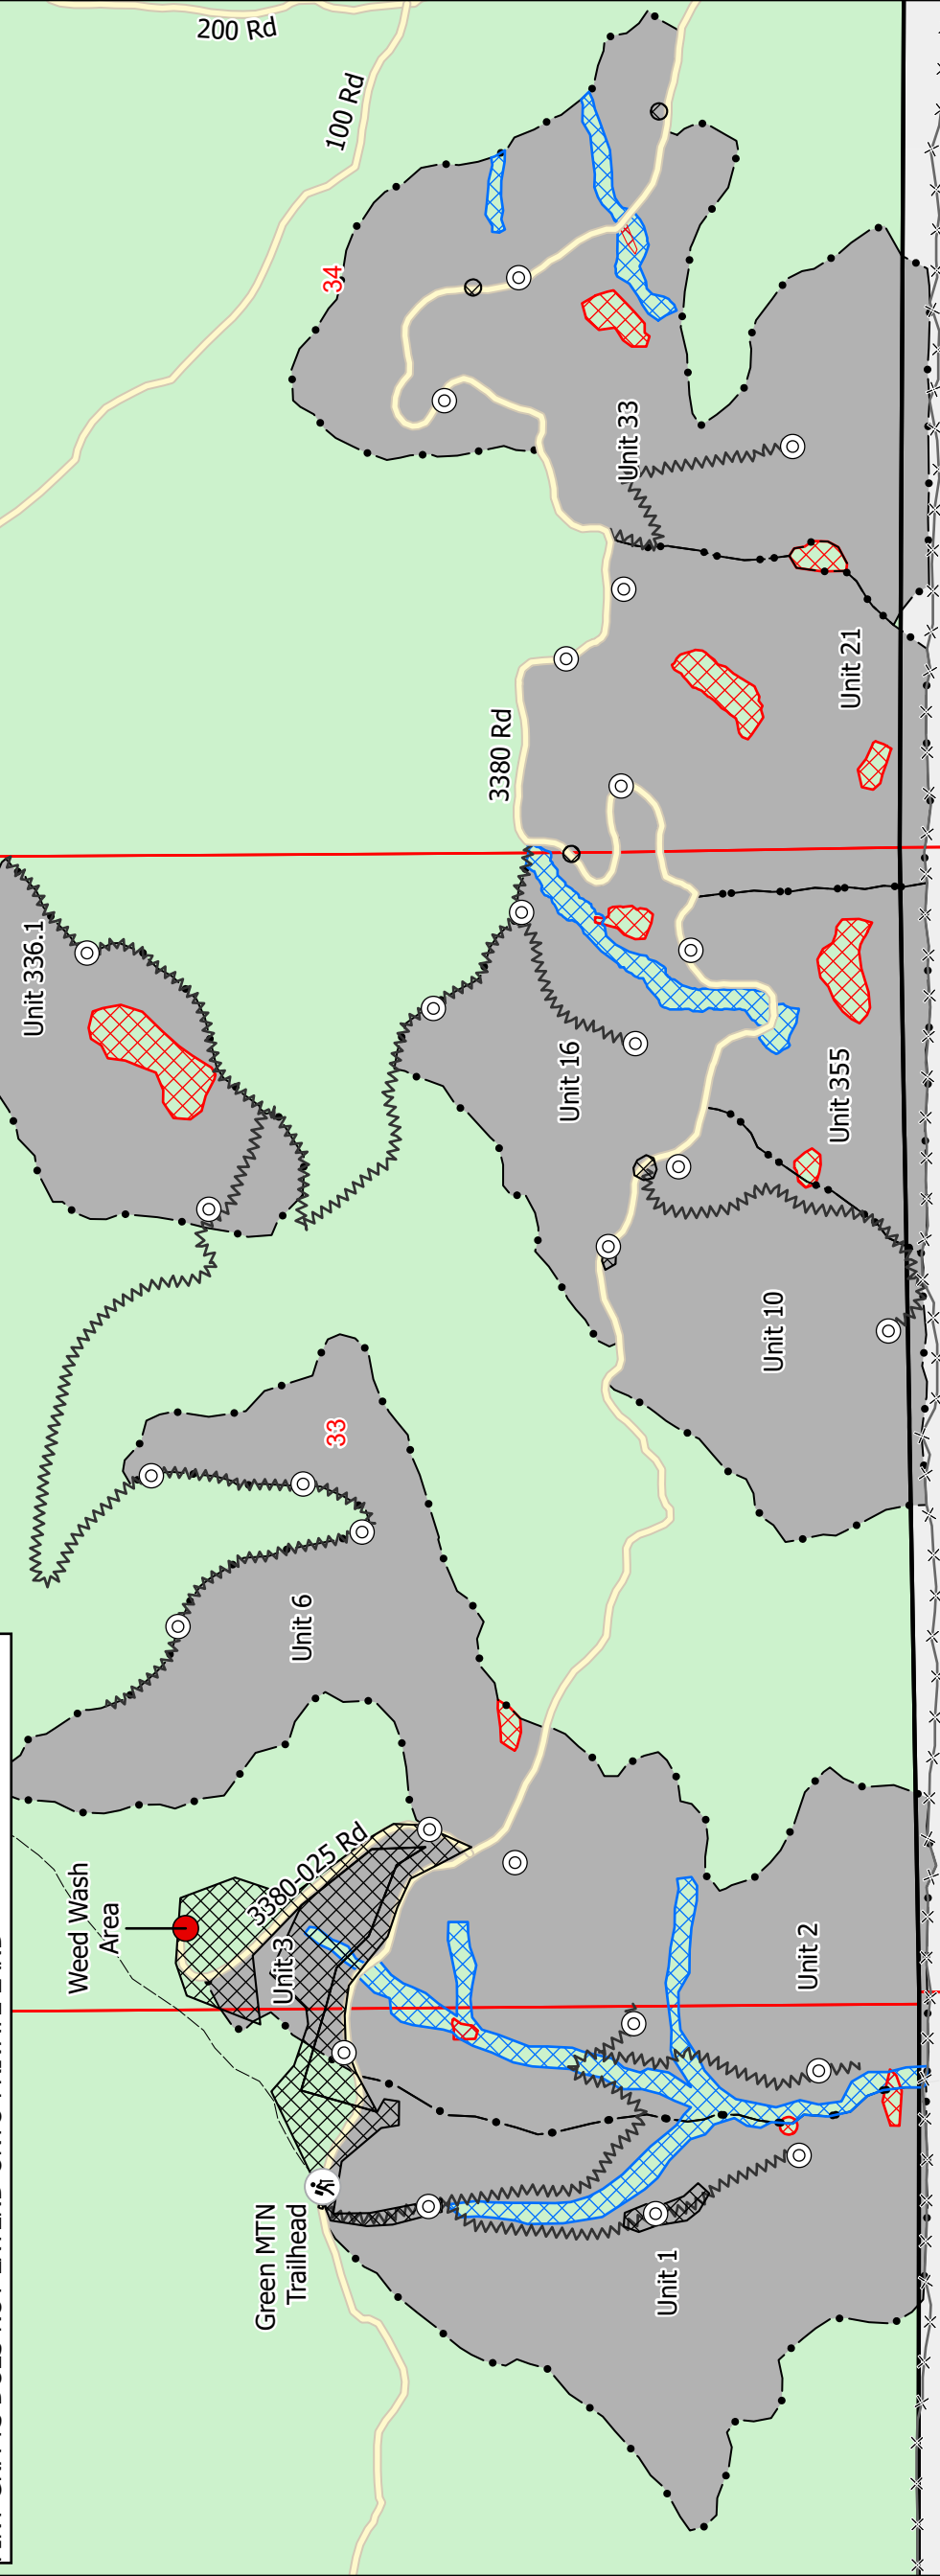 200 Rd
100 Rd
34
Unit 33
3380 Rd
Unit 21
Unit 336.1
Unit 16
Unit 355
Unit 10
33
Unit 6
3380-025 Rd
Weed Wash
Area
Unit 3
Unit 2
Green MTN
Trailhead
Unit 1